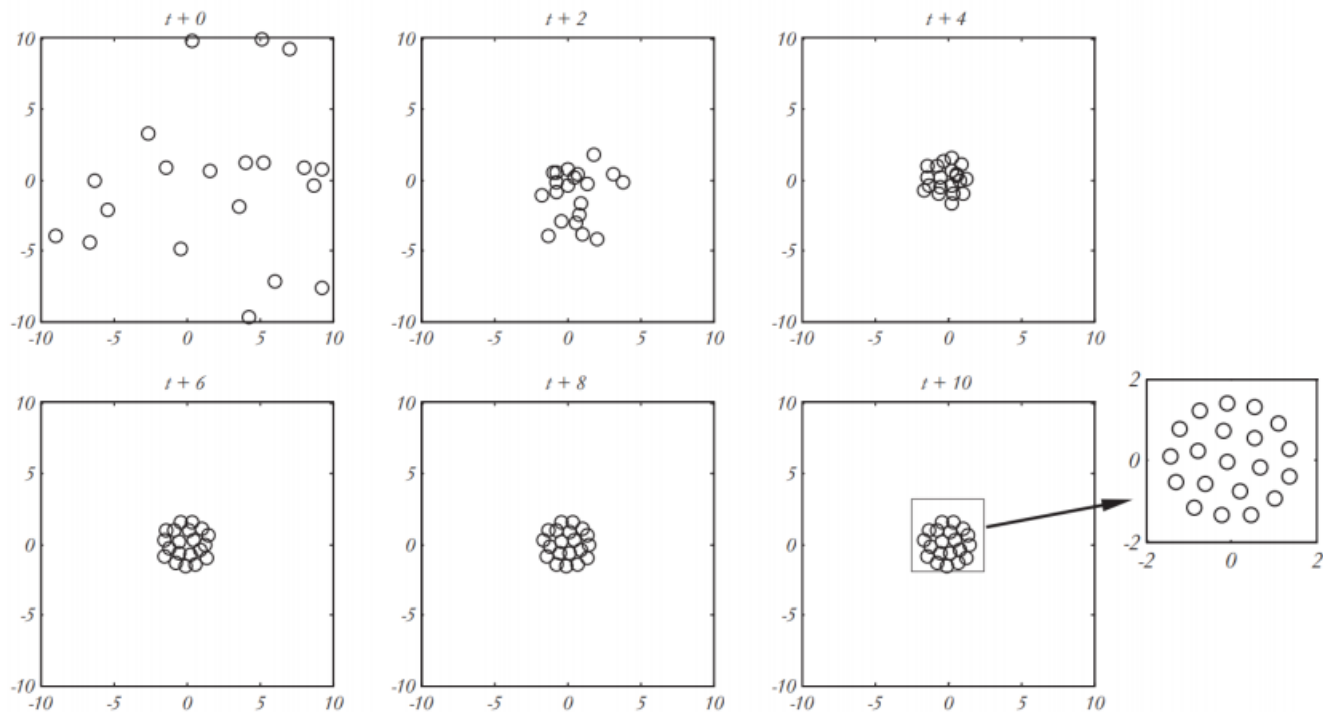 t + 0 t + 2 t + 4
10 10 10
5 5 5
0 0 0
-5 -5 -5
-10 -10 -10
-10 -5 0 5 10 -10 -5 0 5 10 -10 -5 0 5 10
t + 6 t + 8 t + 10
10 10 10 2
5 5 5 0
0 0 0 -2
-5 -5 -5 -2 0 2
-10 -10 -10
-10 -5 0 5 10 -10 -5 0 5 10 -10 -5 0 5 10